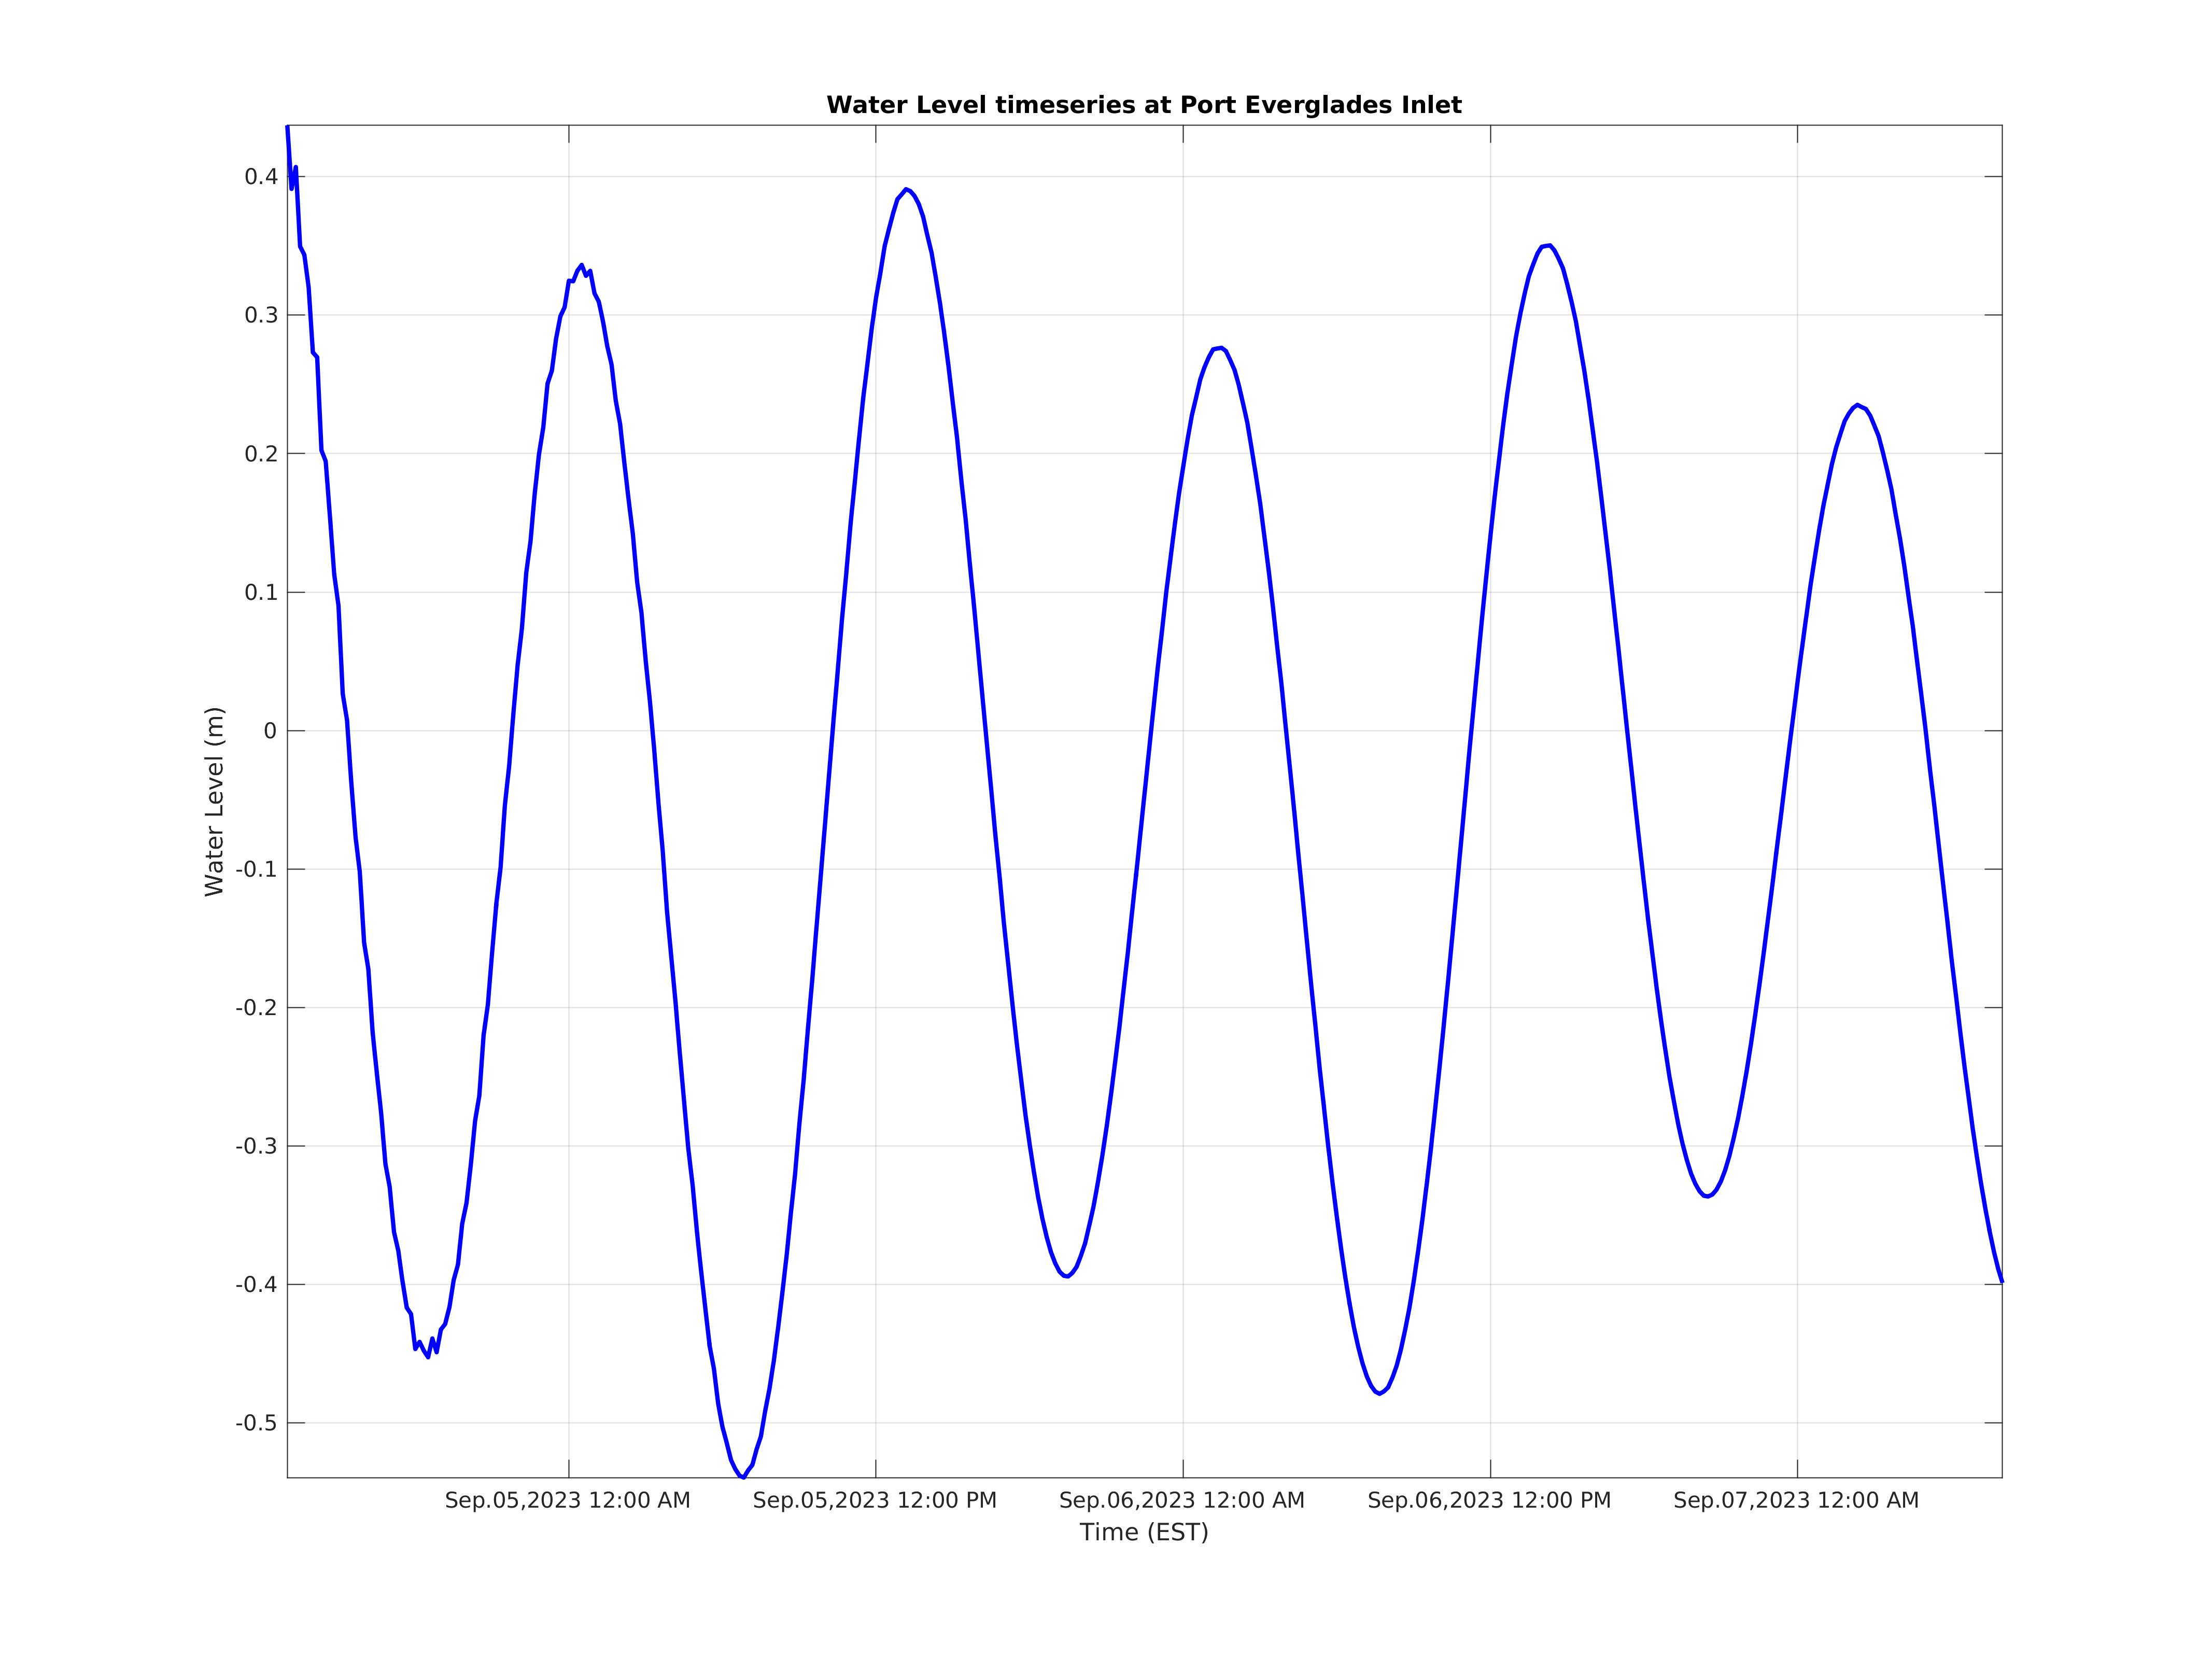 Water Level timeseries at Port Everglades Inlet
0.4
0.3
0.2
0.1
0
-0.1
-0.2
-0.3
-0.4
-0.5
Water Level (m)
Sep.05,2023 12:00 AM
Sep.05,2023 12:00 PM
Sep.06,2023 12:00 AM
Sep.06,2023 12:00 PM
Sep.07,2023 12:00 AM
Time (EST)